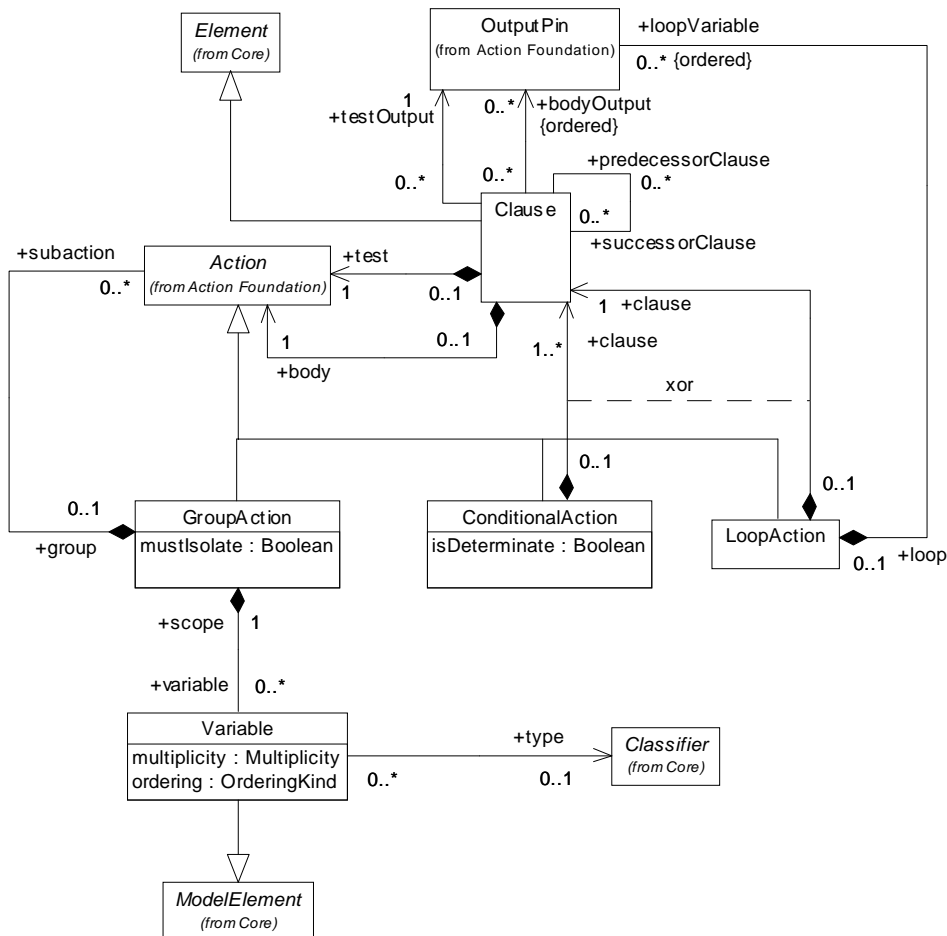 Element
(from Core)
OutputPin
(from Action Foundation)
+loopVariable
0..* {ordered}
1
+testOutput
0..*
+bodyOutput
{ordered}
0..*
0..*
+predecessorClause
0..*
Clause
0..*
+successorClause
+subaction
0..*
Action
(from Action Foundation)
+test
1
0..1
1
+clause
1
+body
0..1
1..*
+clause
xor
0..1
0..1
0..1
+group
GroupAction
mustIsolate : Boolean
ConditionalAction
isDeterminate : Boolean
LoopAction
0..1
+loop
+scope
1
+variable
0..*
Variable
multiplicity : Multiplicity
ordering : OrderingKind
+type
0..*
0..1
Classifier
(from Core)
ModelElement
(from Core)